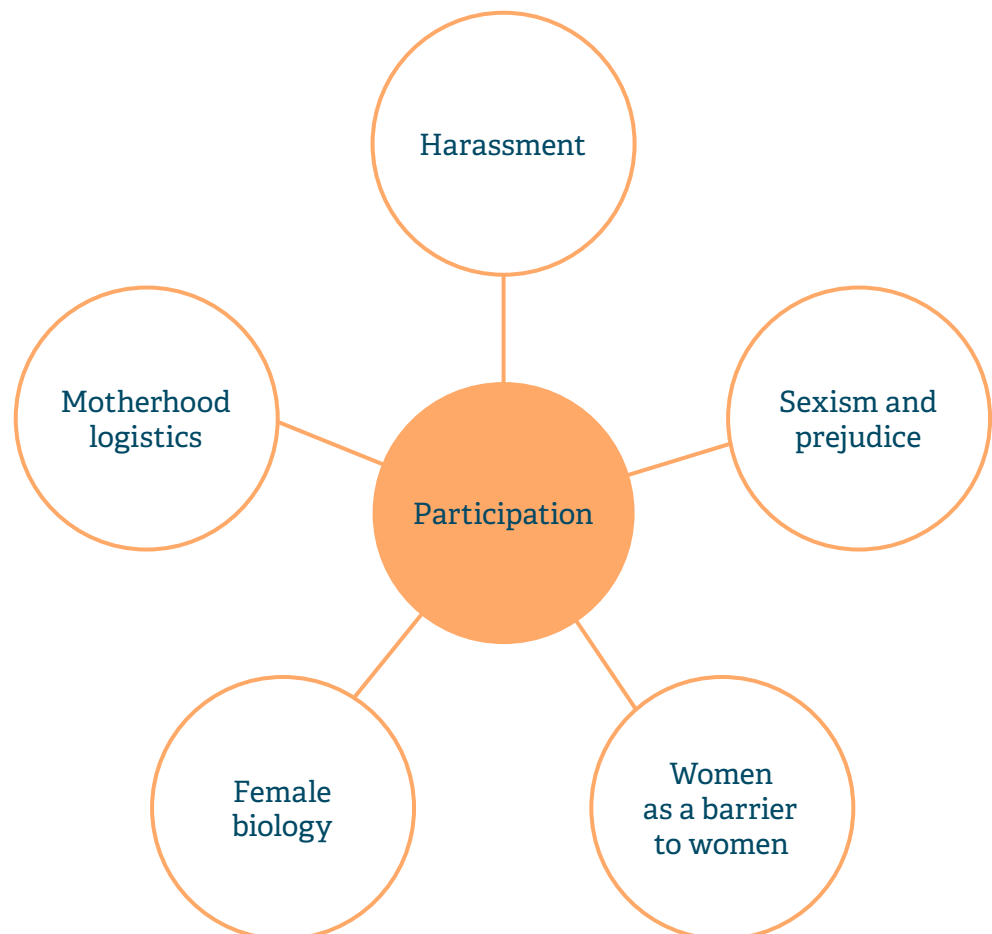 Harassment
Motherhood
logistics
Sexism and
prejudice
Participation
Female
biology
Women
as a barrier
to women